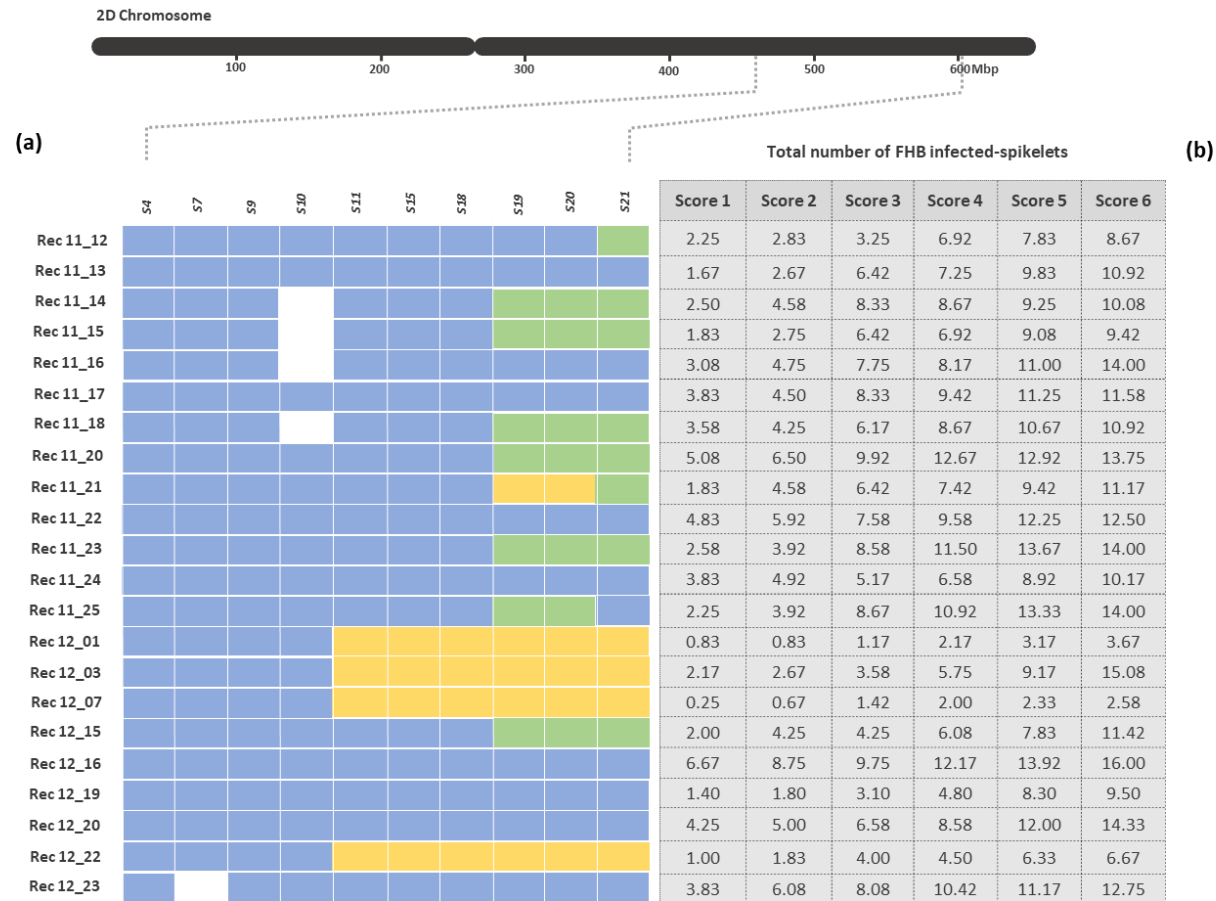 2D Chromosome
100 200 300 400 500 600Mbp
(a)
Total number of FHB infected-spikelets
(b)
S4 S7 S9 S10 S11 S15 S18 S19 S20 S21 Score 1 Score 2 Score 3 Score 4 Score 5 Score 6
Rec 11_12 2.25 2.83 3.25 6.92 7.83 8.67
Rec 11_13 1.67 2.67 6.42 7.25 9.83 10.92
Rec 11_14 2.50 4.58 8.33 8.67 9.25 10.08
Rec 11_15 1.83 2.75 6.42 6.92 9.08 9.42
Rec 11_16 3.08 4.75 7.75 8.17 11.00 14.00
Rec 11_17 3.83 4.50 8.33 9.42 11.25 11.58
Rec 11_18 3.58 4.25 6.17 8.67 10.67 10.92
Rec 11_20 5.08 6.50 9.92 12.67 12.92 13.75
Rec 11_21 1.83 4.58 6.42 7.42 9.42 11.17
Rec 11_22 4.83 5.92 7.58 9.58 12.25 12.50
Rec 11_23 2.58 3.92 8.58 11.50 13.67 14.00
Rec 11_24 3.83 4.92 5.17 6.58 8.92 10.17
Rec 11_25 2.25 3.92 8.67 10.92 13.33 14.00
Rec 12_01 0.83 0.83 1.17 2.17 3.17 3.67
Rec 12_03 2.17 2.67 3.58 5.75 9.17 15.08
Rec 12_07 0.25 0.67 1.42 2.00 2.33 2.58
Rec 12_15 2.00 4.25 4.25 6.08 7.83 11.42
Rec 12_16 6.67 8.75 9.75 12.17 13.92 16.00
Rec 12_19 1.40 1.80 3.10 4.80 8.30 9.50
Rec 12_20 4.25 5.00 6.58 8.58 12.00 14.33
Rec 12_22 1.00 1.83 4.00 4.50 6.33 6.67
Rec 12_23 3.83 6.08 8.08 10.42 11.17 12.75